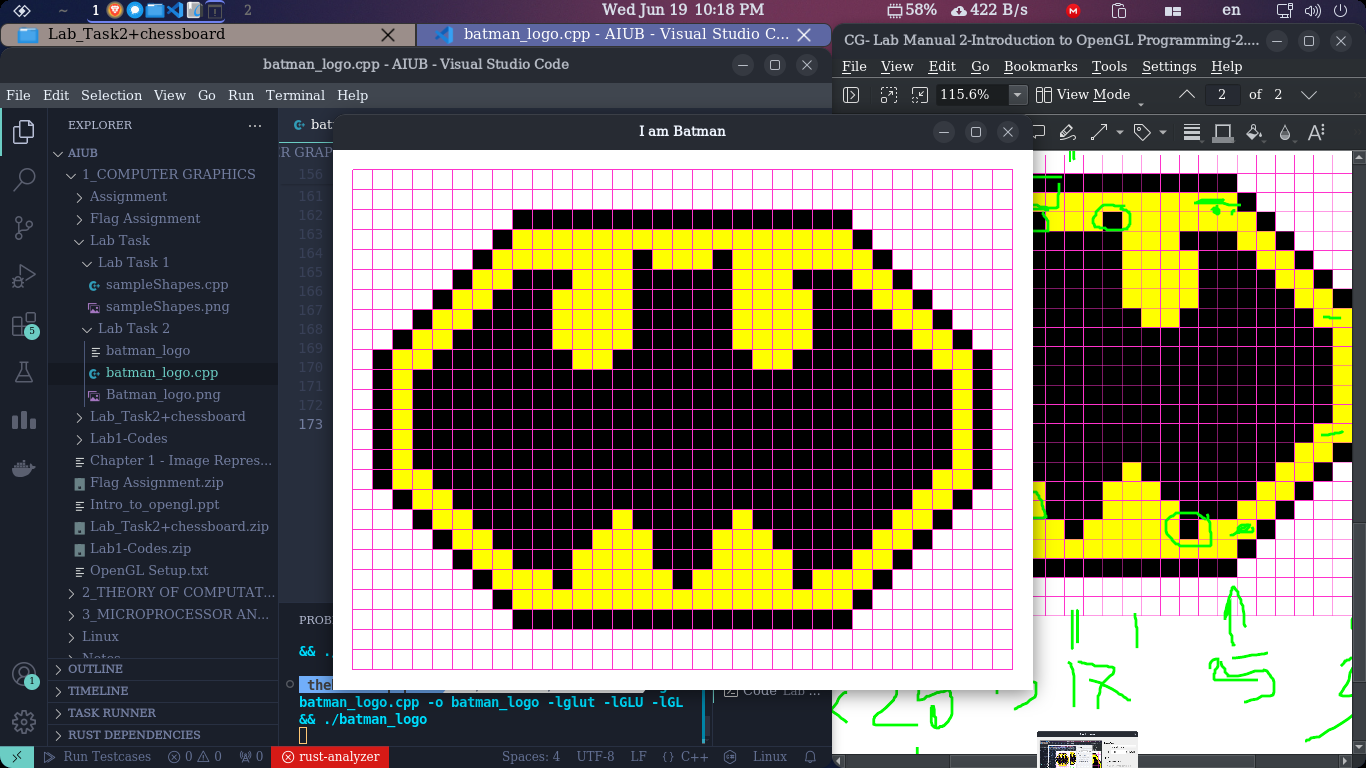 1
2
Wed Jun 19 10:18 PM
58%
422 B/s
en
Lab_Task2+chessboard
batman_logo.cpp - AIUB - Visual Studio C...
CG- Lab Manual 2-Introduction to OpenGL Programming-2....
batman_logo.cpp - AIUB - Visual Studio Code
File View Edit Go Bookmarks Tools Settings Help
File Edit Selection View Go Run Terminal Help
115.6%
View Mode
2 of 2
EXPLORER
I am Batman
AIUB
1_COMPUTER GRAPHICS
Assignment
Flag Assignment
Lab Task
Lab Task 1
sampleShapes.cpp
sampleShapes.png
Lab Task 2
batman_logo
batman_logo.cpp
Batman_logo.png
Lab_Task2+chessboard
Lab1-Codes
Chapter 1 - Image Repres...
Flag Assignment.zip
Intro_to_opengl.ppt
Lab_Task2+chessboard.zip
Lab1-Codes.zip
OpenGL Setup.txt
2_THEORY OF COMPUTAT...
3_MICROPROCESSOR AN...
Linux
OUTLINE
TIMELINE
TASK RUNNER
RUST DEPENDENCIES
5
1
156
161
162
163
164
165
166
167
168
169
170
171
172
173
&& ./
the
batman_logo.cpp -o batman_logo -lglut -lGLU -lGL
&& ./batman_logo
Code Lab ...
17
25
Run Testcases
0 0
0
rust-analyzer
Spaces: 4
UTF-8
LF
{ } C++
Linux